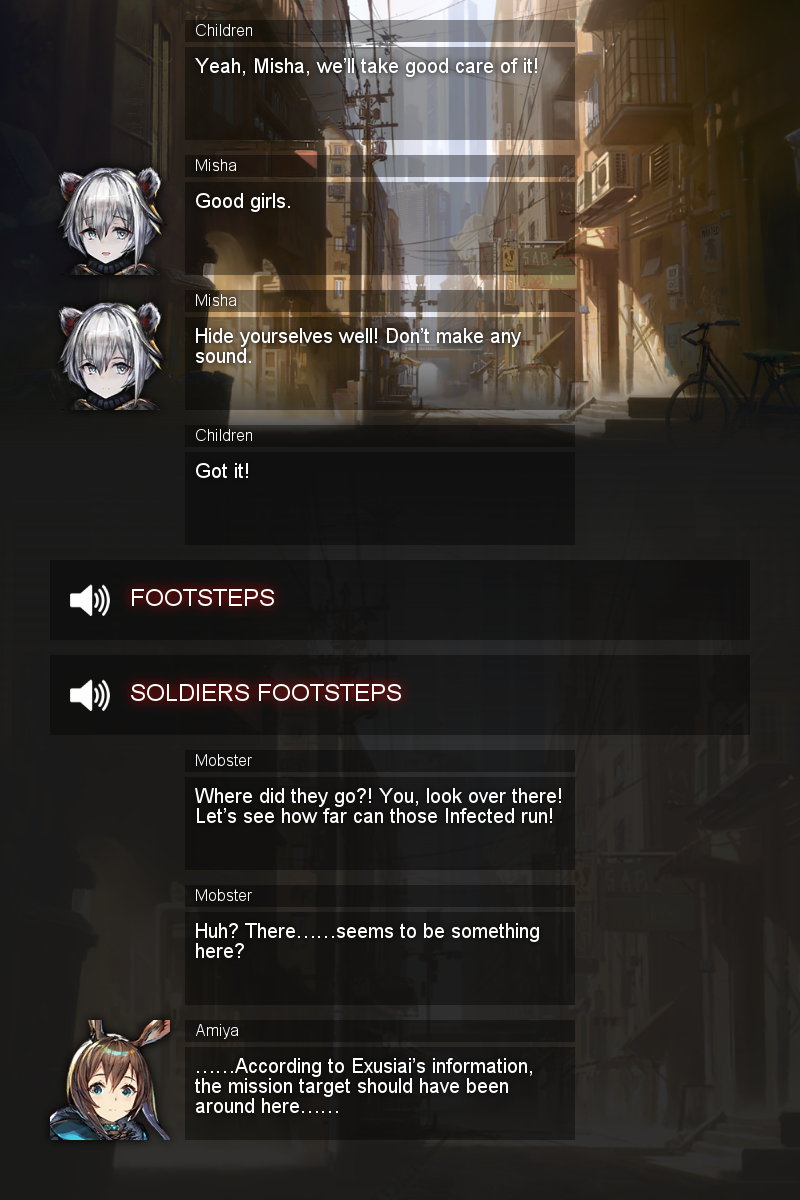 Children
Yeah, Misha, we'll take good care of it!
Misha
Good girls.
Misha
Hide yourselves well! Don't make any
sound.
Children
Got it!
FOOTSTEPS
SOLDIERS FOOTSTEPS
Mobster
Where did they go?! You, look over there!
Let's see how far can those Infected run!
Mobster
Huh? There……seems to be something
here?
Amiya
……According to Exusiai's information,
the mission target should have been
around here……